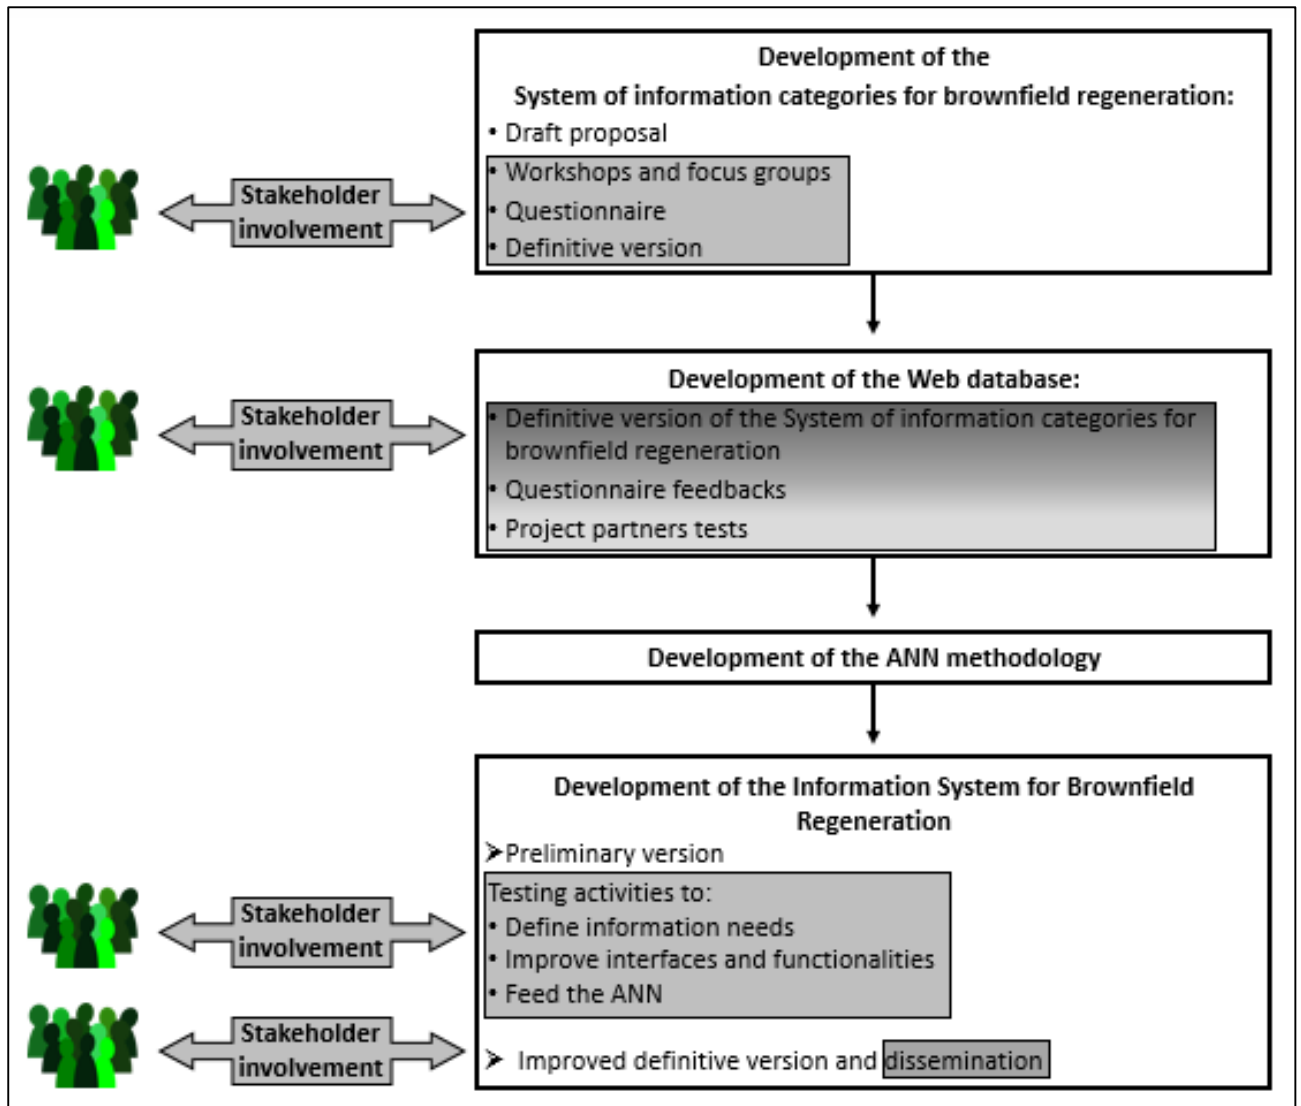 Development of the
System of information categories for brownfield regeneration:
• Draft proposal
• Workshops and focus groups
• Questionnaire
• Definitive version
Stakeholder
involvement
Development of the Web database:
• Definitive version of the System of information categories for
brownfield regeneration
• Questionnaire feedbacks
• Project partners tests
Stakeholder
involvement
Development of the ANN methodology
Development of the Information System for Brownfield
Regeneration
➤Preliminary version
Testing activities to:
• Define information needs
• Improve interfaces and functionalities
• Feed the ANN
Stakeholder
involvement
➤ Improved definitive version and dissemination
Stakeholder
involvement